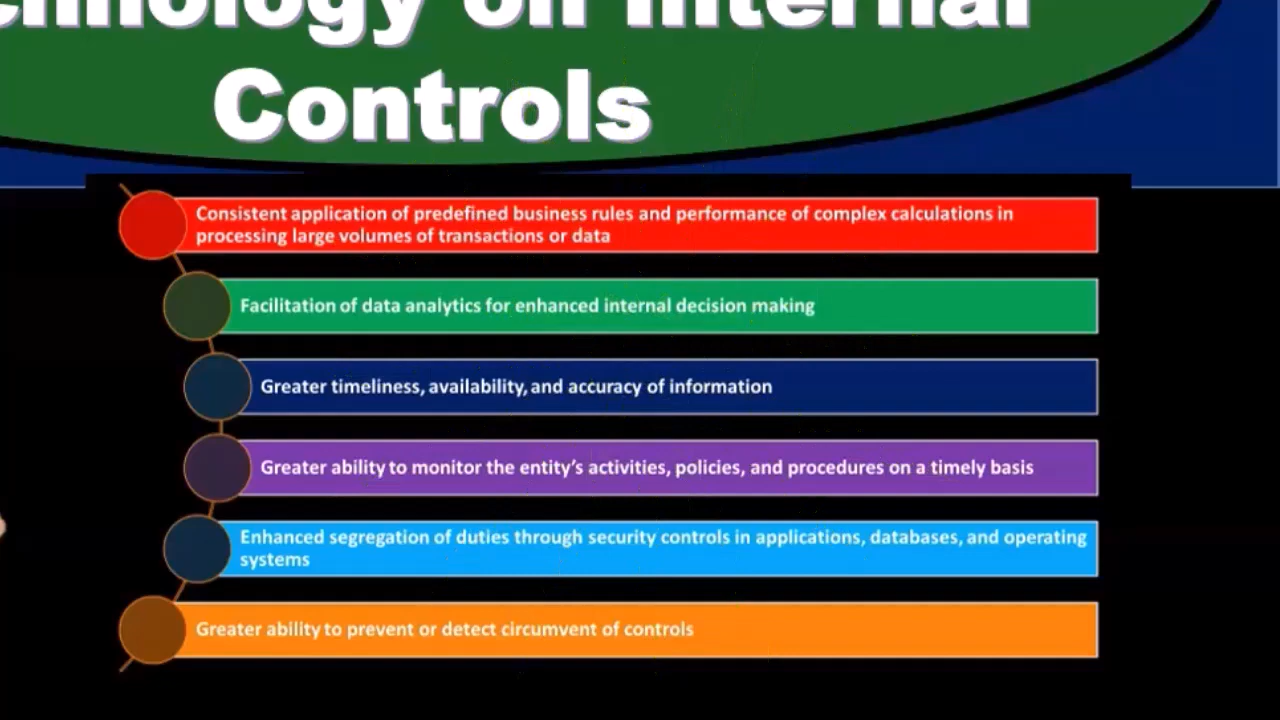 on Internal
Controls
Consistent application of predefined business rules and performance of complex calculations in
processing large volumes of transactions or data
Facilitation of data analytics for enhanced internal decision making
Greater timeliness, availability, and accuracy of information
Greater ability to monitor the entity’s activities, policies, and procedures on a timely basis
Enhanced segregation of duties through security controls in applications, databases, and operating
systems
Greater ability to prevent or detect circumvent of controls